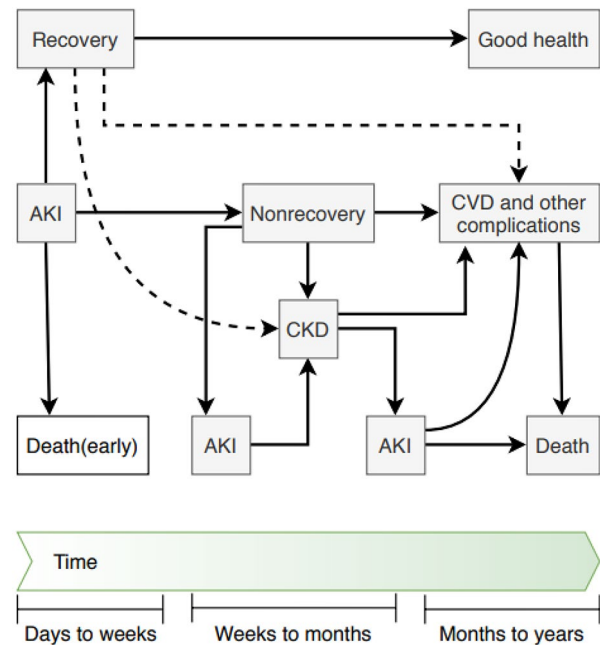 Recovery
Good health
AKI
Nonrecovery
CVD and other
complications
CKD
Death(early)
AKI
AKI
Death
Time
Days to weeks
Weeks to months
Months to years